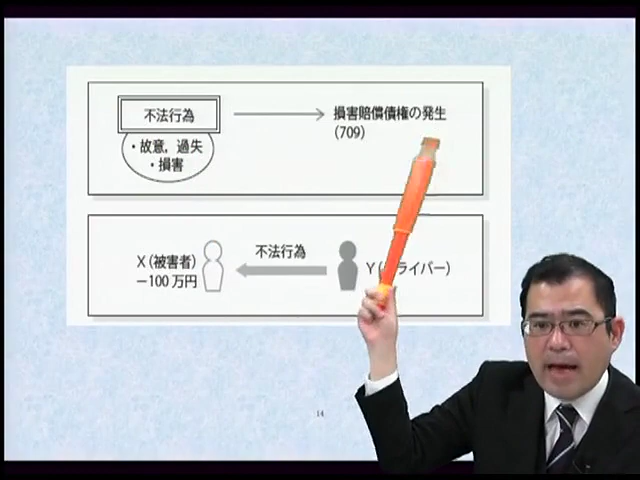 不法行為
・故意，過失
・損害
損害賠償債権の発生
(709)
X（被害者）
－100万円
不法行為
Y（ライバー）
14